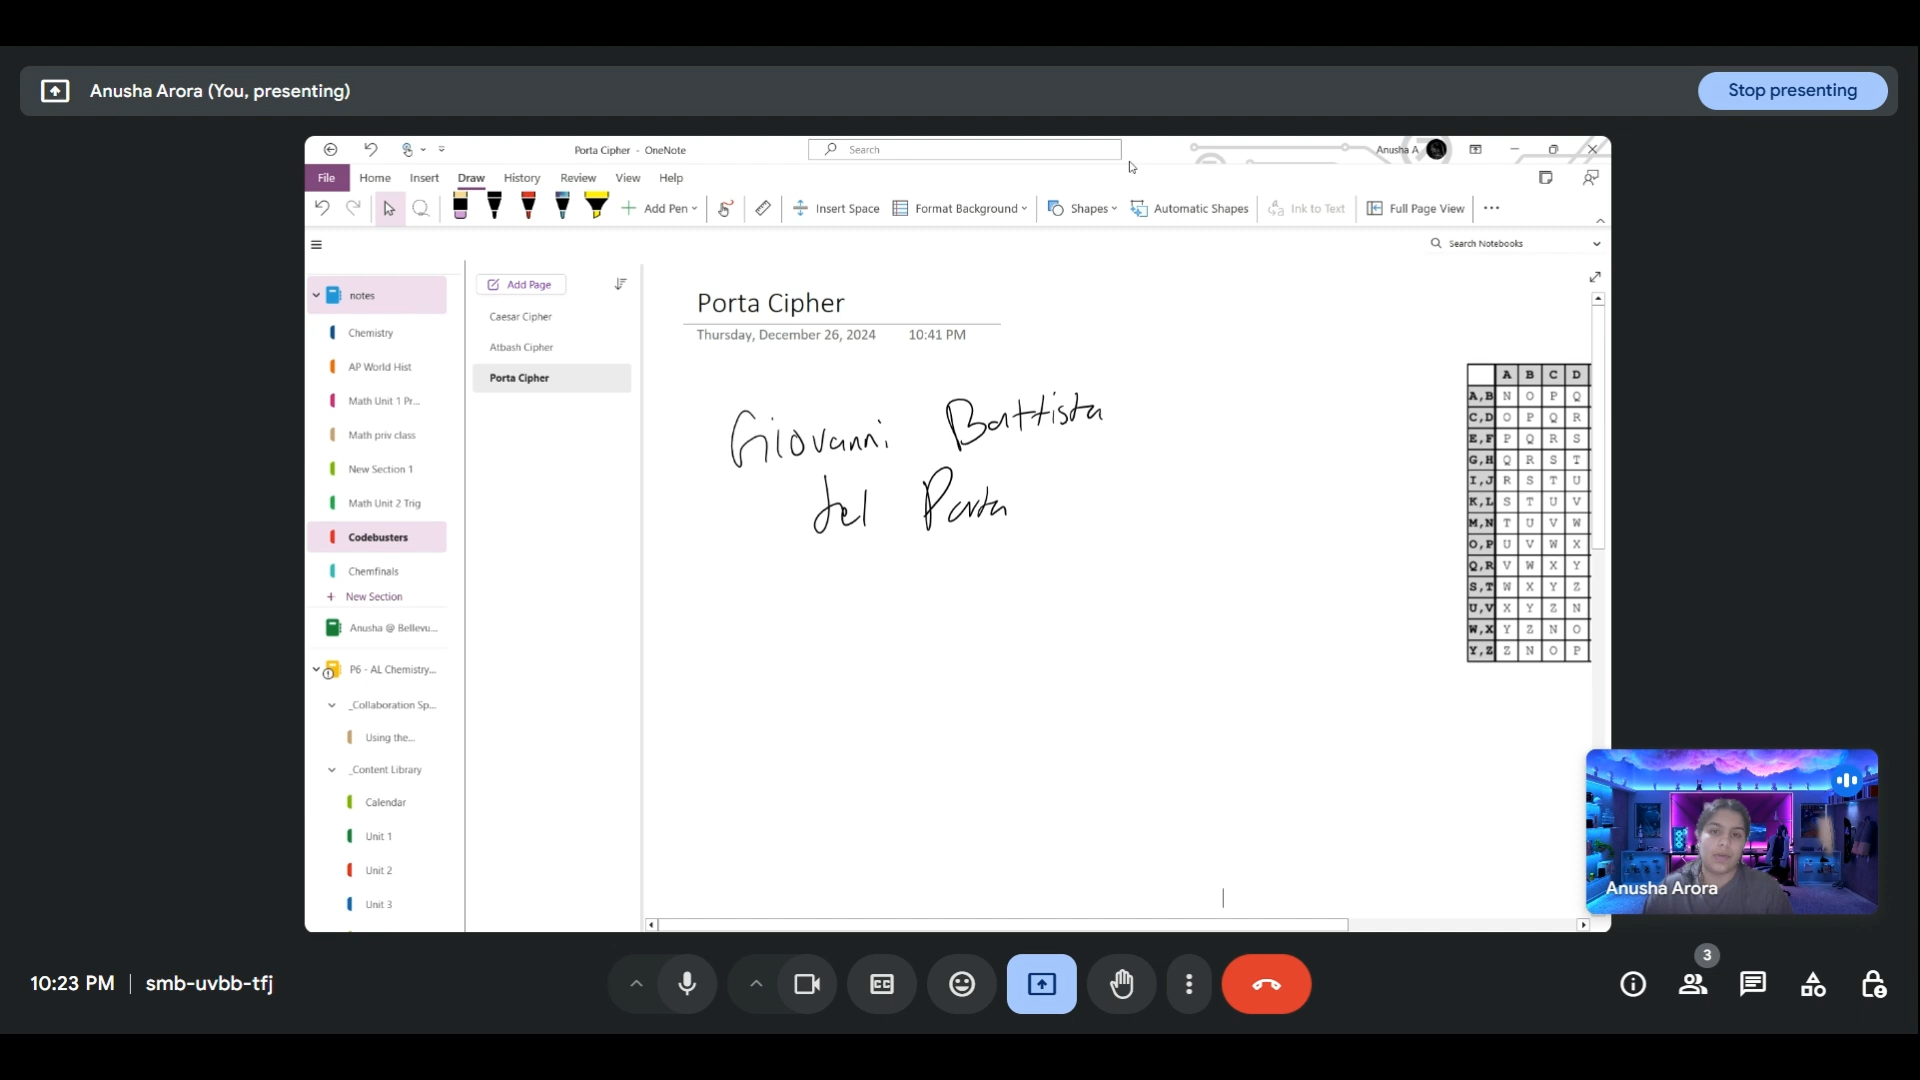 Anusha Arora (You, presenting)
Stop presenting
Porta Cipher - OneNote
Search
Anusha A
File Home Insert Draw History Review View Help
Add Pen
Insert Space
Format Background
Shapes
Automatic Shapes
Ink to Text
Full Page View
Search Notebooks
notes
Chemistry
AP World Hist
Math Unit 1 Pr...
Math priv class
New Section 1
Math Unit 2 Trig
Codebusters
Chemfinals
+ New Section
Anusha @ Bellevu...
P6 - AL Chemistry...
_Collaboration Sp...
Using the...
_Content Library
Calendar
Unit 1
Unit 2
Unit 3
Add Page
Caesar Cipher
Atbash Cipher
Porta Cipher
Porta Cipher
Thursday, December 26, 2024 10:41 PM
Giovanni Battista
del Porta
A B C D
A,B N O P Q
C,D O P Q R
E,F P Q R S
G,H Q R S T
I,J R S T U
K,L S T U V
M,N T U V W
O,P U V W X
Q,R V W X Y
S,T W X Y Z
U,V X Y Z N
W,X Y Z N O
Y,Z Z N O P
Anusha Arora
10:23 PM | smb-uvbb-tfj
CC
3